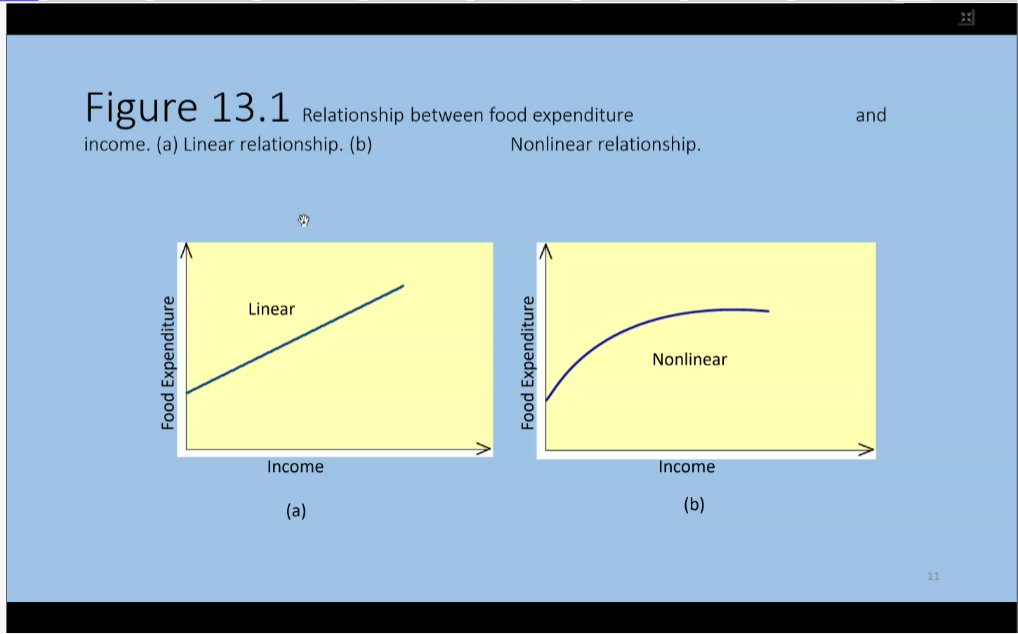 Figure 13.1 Relationship between food expenditure and
income. (a) Linear relationship. (b) Nonlinear relationship.
Food Expenditure
Linear
Income
(a)
Food Expenditure
Nonlinear
Income
(b)
11